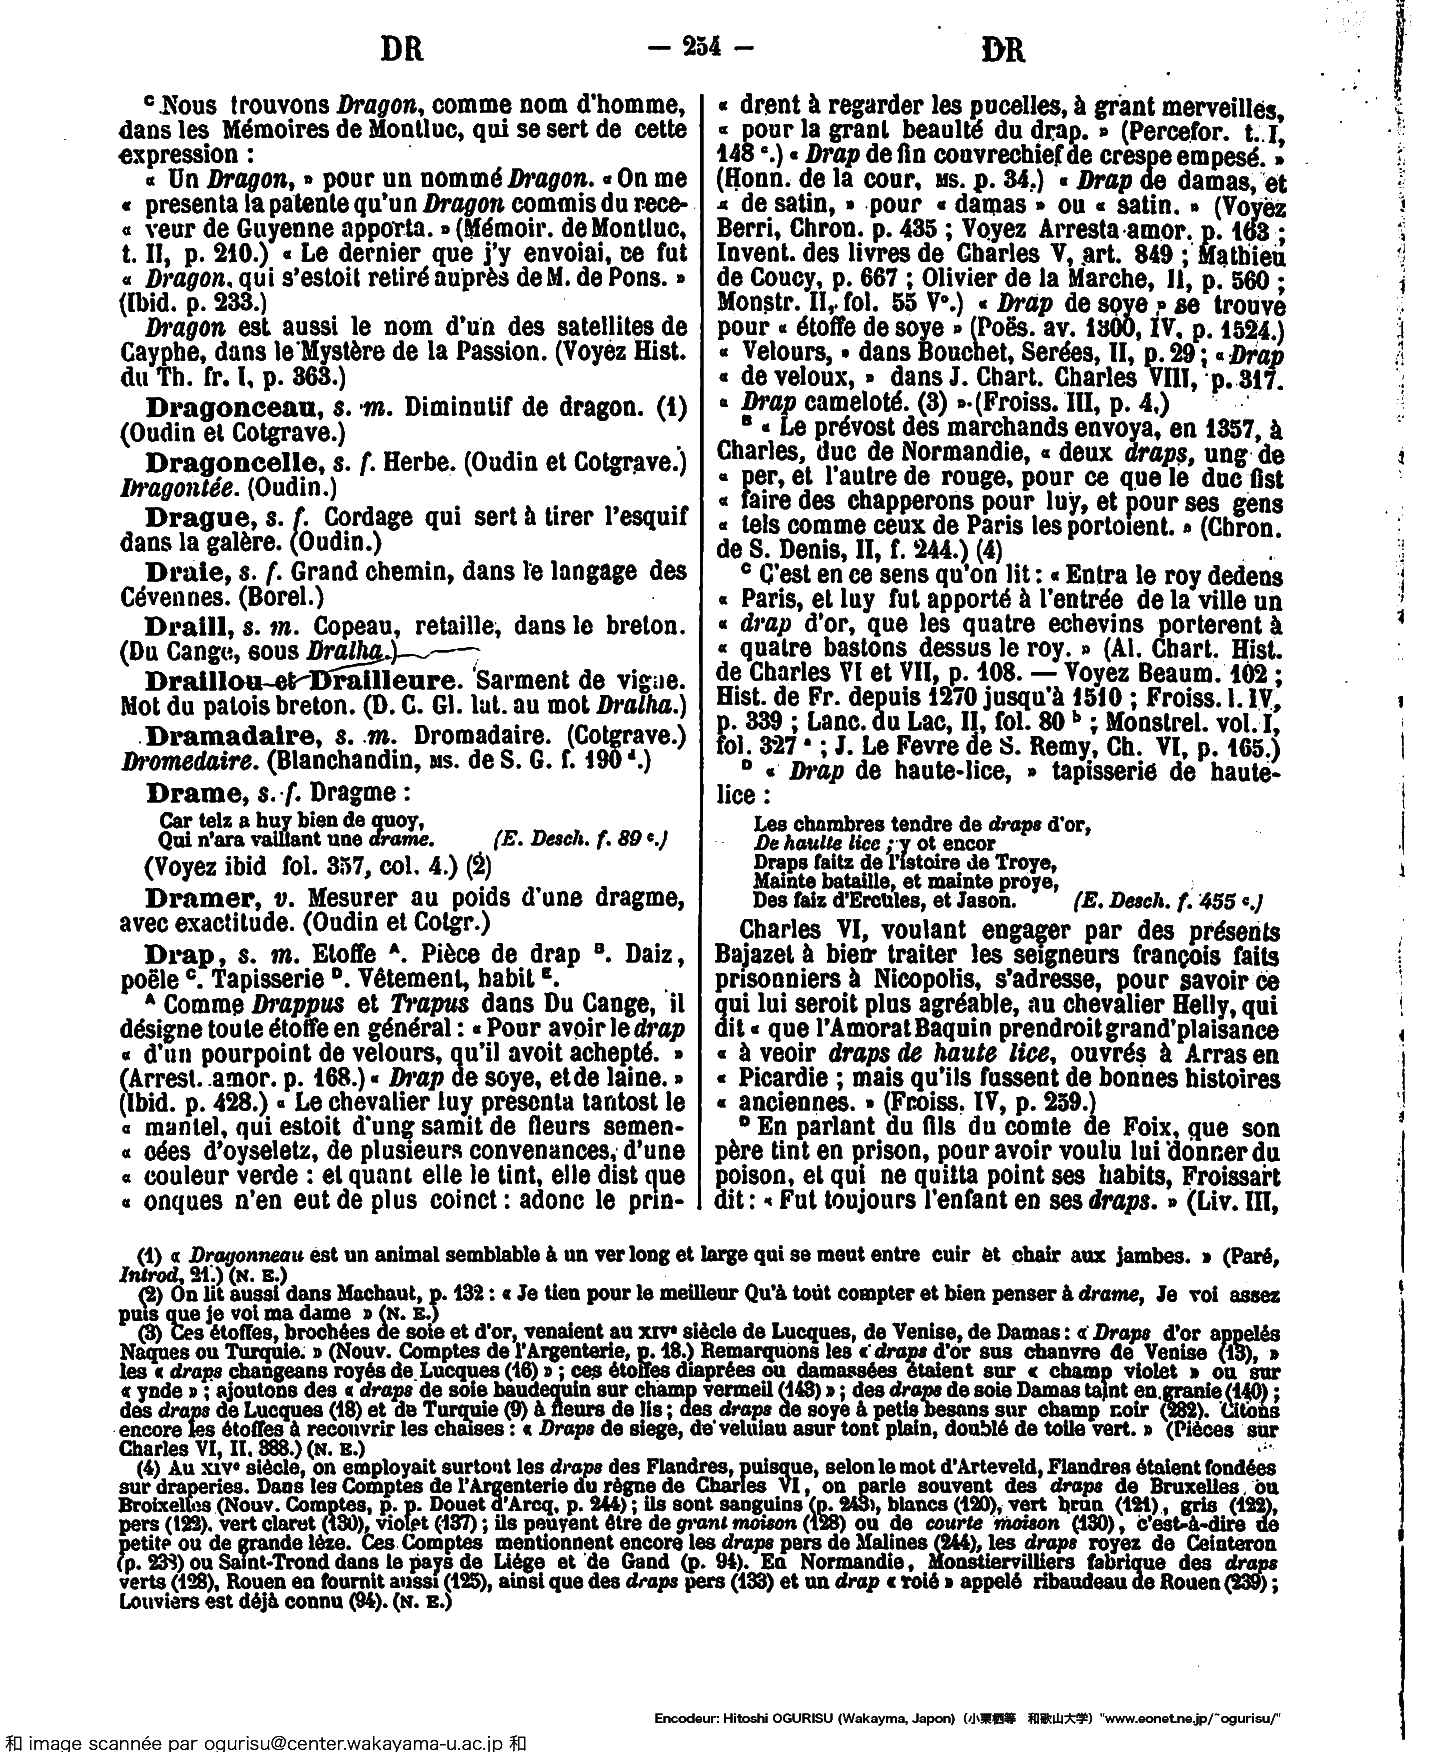 DR — 254 — DR
ᶜ Nous trouvons Dragon, comme nom d'homme,
dans les Mémoires de Montluc, qui se sert de cette
expression :
« Un Dragon, » pour un nommé Dragon. « On me
« presenta la patente qu'un Dragon commis du rece-
« veur de Guyenne apporta. » (Mémoir. de Montluc,
t. II, p. 210.) « Le dernier que j'y envoiai, ce fut
« Dragon, qui s'estoit retiré auprès de M. de Pons. »
(Ibid. p. 233.)
Dragon est aussi le nom d'un des satellites de
Cayphe, dans le Mystère de la Passion. (Voyez Hist.
du Th. fr. I, p. 363.)
Dragonceau, s. m. Diminutif de dragon. (1)
(Oudin et Cotgrave.)
Dragoncelle, s. f. Herbe. (Oudin et Cotgrave.)
Dragontée. (Oudin.)
Drague, s. f. Cordage qui sert à tirer l'esquif
dans la galère. (Oudin.)
Draie, s. f. Grand chemin, dans le langage des
Cévennes. (Borel.)
Draill, s. m. Copeau, retaille, dans le breton.
(Du Cange, sous Dralha.)
Draillou et Drailleure. Sarment de vigne.
Mot du patois breton. (D. C. Gl. lat. au mot Dralha.)
Dramadaire, s. m. Dromadaire. (Cotgrave.)
Dromedaire. (Blanchandin, ms. de S. G. f. 190 ᵈ.)
Drame, s. f. Dragme :
Car telz a huy bien de quoy,
Qui n'ara vaillant une drame. (E. Desch. f. 89 ᶜ.)
(Voyez ibid fol. 357, col. 4.) (2)
Dramer, v. Mesurer au poids d'une dragme,
avec exactitude. (Oudin et Cotgr.)
Drap, s. m. Etoffe ᴬ. Pièce de drap ᴮ. Daiz,
poële ᶜ. Tapisserie ᴰ. Vêtement, habit ᴱ.
ᴬ Comme Drappus et Trapus dans Du Cange, il
désigne toute étoffe en général : « Pour avoir le drap
« d'un pourpoint de velours, qu'il avoit achepté. »
(Arrest. amor. p. 168.) « Drap de soye, et de laine. »
(Ibid. p. 428.) « Le chevalier luy presenta tantost le
« mantel, qui estoit d'ung samit de fleurs semen-
« cées d'oyseletz, de plusieurs convenances, d'une
« couleur verde : et quant elle le tint, elle dist que
« onques n'en eut de plus coinct : adonc le prin-
« drent à regarder les pucelles, à grant merveilles,
« pour la grant beaulté du drap. » (Percefor. t. I,
148 ᶜ.) « Drap de fin couvrechief de crespe empesé. »
(Honn. de la cour, ms. p. 34.) « Drap de damas, et
« de satin, » pour « damas » ou « satin. » (Voyez
Berri, Chron. p. 435 ; Voyez Arresta amor. p. 163 ;
Invent. des livres de Charles V, art. 849 ; Mathieu
de Coucy, p. 667 ; Olivier de la Marche, II, p. 560 ;
Monstr. II, fol. 55 Vᵒ.) « Drap de soye » se trouve
pour « étoffe de soye » (Poës. av. 1300, IV, p. 1524.)
« Velours, » dans Bouchet, Serées, II, p. 29 ; « Drap
« de veloux, » dans J. Chart. Charles VIII, p. 317.
« Drap cameloté. (3) » (Froiss. III, p. 4.)
ᴮ « Le prévost des marchands envoya, en 1357, à
Charles, duc de Normandie, « deux draps, ung de
« per, et l'autre de rouge, pour ce que le duc fist
« faire des chapperons pour luy, et pour ses gens
« tels comme ceux de Paris les portoient. » (Chron.
de S. Denis, II, f. 244.) (4)
ᶜ C'est en ce sens qu'on lit : « Entra le roy dedens
« Paris, et luy fut apporté à l'entrée de la ville un
« drap d'or, que les quatre echevins porterent à
« quatre bastons dessus le roy. » (Al. Chart. Hist.
de Charles VI et VII, p. 108. — Voyez Beaum. 102 ;
Hist. de Fr. depuis 1270 jusqu'à 1510 ; Froiss. l. IV,
p. 339 ; Lanc. du Lac, II, fol. 80 ᵇ ; Monstrel. vol. I,
fol. 327 ᵃ ; J. Le Fevre de S. Remy, Ch. VI, p. 165.)
ᴰ « Drap de haute-lice, » tapisserie de haute-
lice :
Les chambres tendre de draps d'or,
De haulte lice ; y ot encor
Draps faitz de l'istoire de Troye,
Mainte bataille, et mainte proye,
Des faiz d'Ercules, et Jason. (E. Desch. f. 455 ᶜ.)
Charles VI, voulant engager par des présents
Bajazet à bien traiter les seigneurs françois faits
prisonniers à Nicopolis, s'adresse, pour savoir ce
qui lui seroit plus agréable, au chevalier Helly, qui
dit « que l'Amorat Baquin prendroit grand'plaisance
« à veoir draps de haute lice, ouvrés à Arras en
« Picardie ; mais qu'ils fussent de bonnes histoires
« anciennes. » (Froiss. IV, p. 259.)
ᴰ En parlant du fils du comte de Foix, que son
père tint en prison, pour avoir voulu lui donner du
poison, et qui ne quitta point ses habits, Froissart
dit : « Fut toujours l'enfant en ses draps. » (Liv. III,
(1) « Dragonneau est un animal semblable à un ver long et large qui se meut entre cuir et chair aux jambes. » (Paré,
Introd, 21.) (N. E.)
(2) On lit aussi dans Machaut, p. 132 : « Je tien pour le meilleur Qu'à tout compter et bien penser à drame, Je voi assez
puis que je voi ma dame » (N. E.)
(3) Ces étoffes, brochées de soie et d'or, venaient au XIVᵉ siècle de Lucques, de Venise, de Damas : « Draps d'or appelés
Naques ou Turquie. » (Nouv. Comptes de l'Argenterie, p. 18.) Remarquons les « draps d'or sus chanvre de Venise (13), »
les « draps changeans royés de Lucques (16) » ; ces étoffes diaprées ou damassées étaient sur « champ violet » ou sur
« ynde » ; ajoutons des « draps de soie baudequin sur champ vermeil (143) » ; des draps de soie Damas taint en granie (140) ;
des draps de Lucques (18) et de Turquie (9) à fleurs de lis ; des draps de soye à petis besans sur champ noir (282). Citons
encore les étoffes à recouvrir les chaises : « Draps de siege, de veluiau asur tont plain, doublé de toile vert. » (Pièces sur
Charles VI, II, 388.) (N. E.)
(4) Au XIVᵉ siècle, on employait surtout les draps des Flandres, puisque, selon le mot d'Arteveld, Flandres étaient fondées
sur draperies. Dans les Comptes de l'Argenterie du règne de Charles VI, on parle souvent des draps de Bruxelles ou
Broixelles (Nouv. Comptes, p. p. Douet d'Arcq, p. 244) ; ils sont sanguins (p. 243), blancs (120), vert brun (121), gris (122),
pers (122), vert claret (130), violet (137) ; ils peuvent être de grant moison (128) ou de courte moison (130), c'est-à-dire de
petite ou de grande lèze. Ces Comptes mentionnent encore les draps pers de Malines (244), les draps royez de Ceinteron
(p. 233) ou Saint-Trond dans le pays de Liége et de Gand (p. 94). En Normandie, Monstiervilliers fabrique des draps
verts (128), Rouen en fournit aussi (125), ainsi que des draps pers (133) et un drap « roié » appelé ribaudeau de Rouen (239) ;
Louviers est déjà connu (94). (N. E.)
Encodeur: Hitoshi OGURISU (Wakayma, Japon) (小栗栖等 和歌山大学) "www.eonet.ne.jp/~ogurisu/"
和 image scannée par ogurisu@center.wakayama-u.ac.jp 和